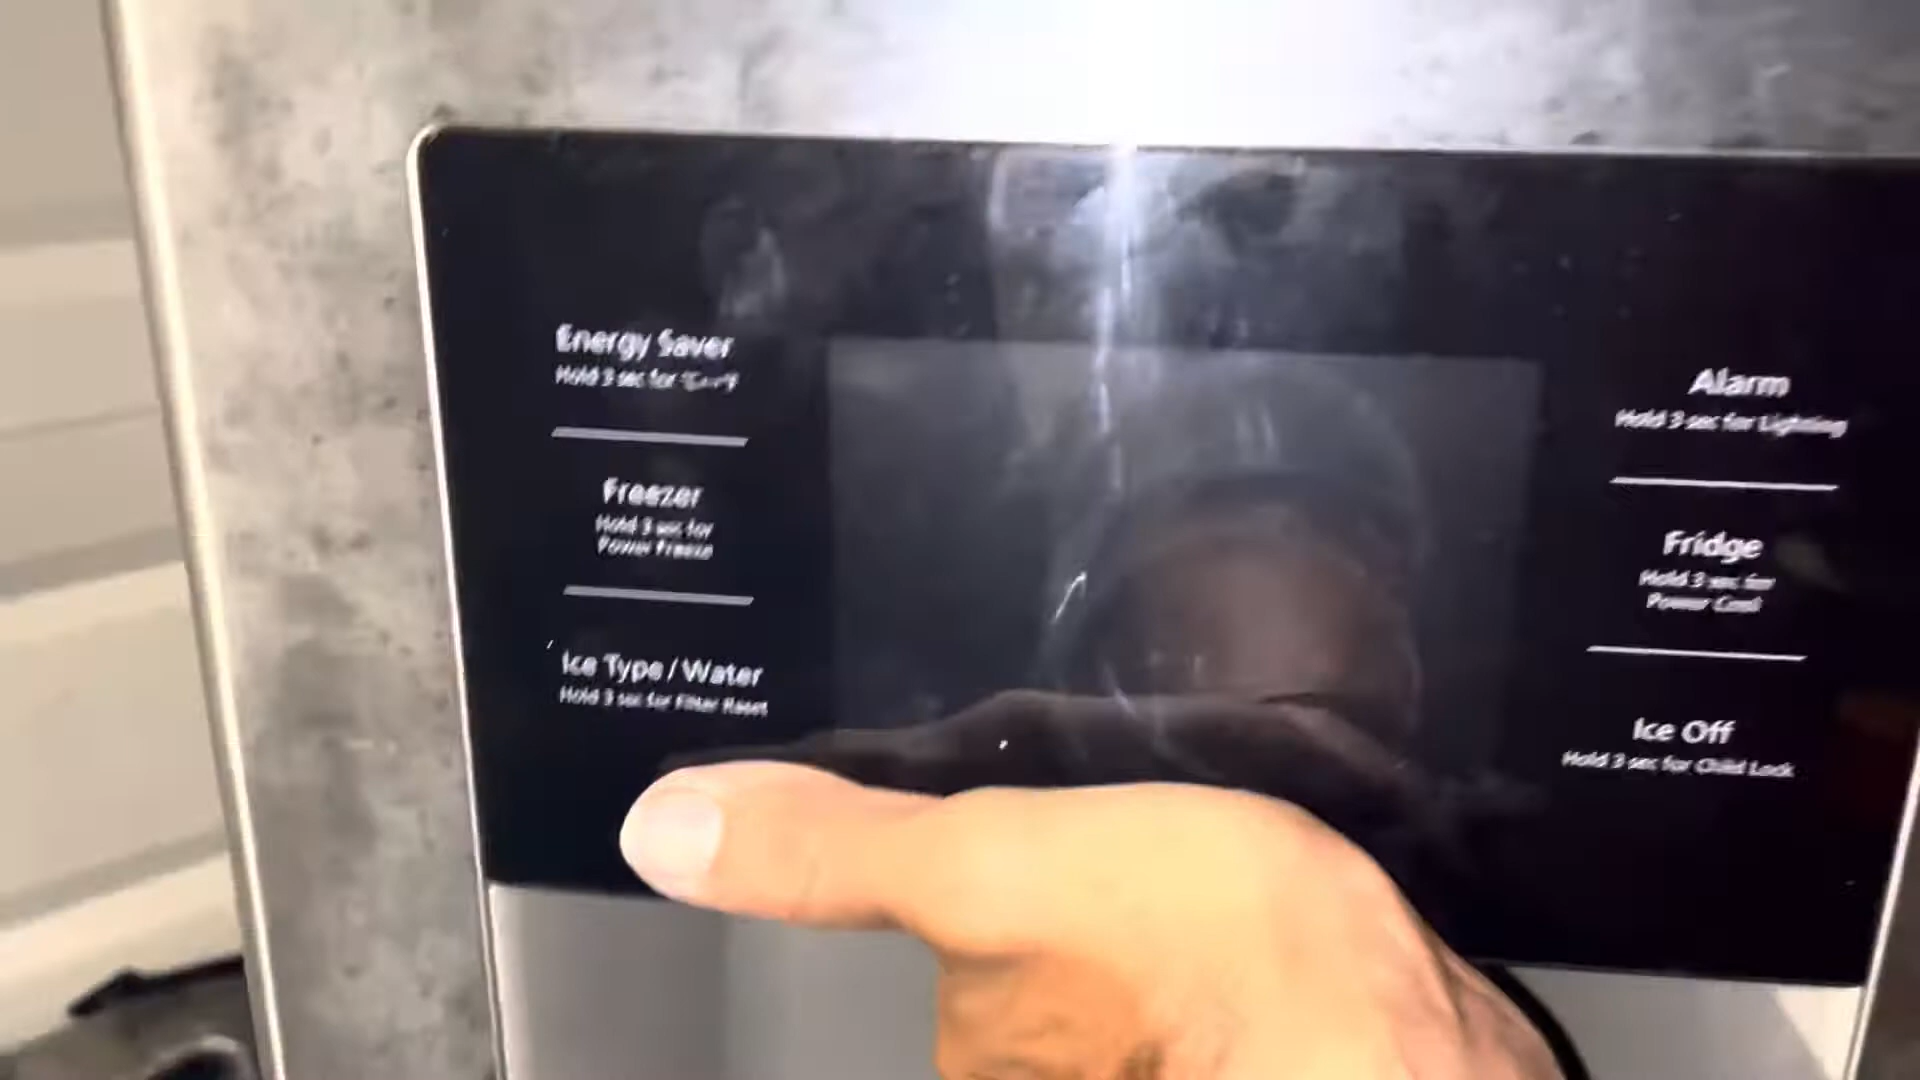 Energy Saver
Hold 3 sec for
Freezer
Hold 3 sec for
Power Freeze
Ice Type / Water
Hold 3 sec for Filter Reset
Alarm
Hold 3 sec for Lighting
Fridge
Hold 3 sec for
Power Cool
Ice Off
Hold 3 sec for Child Lock